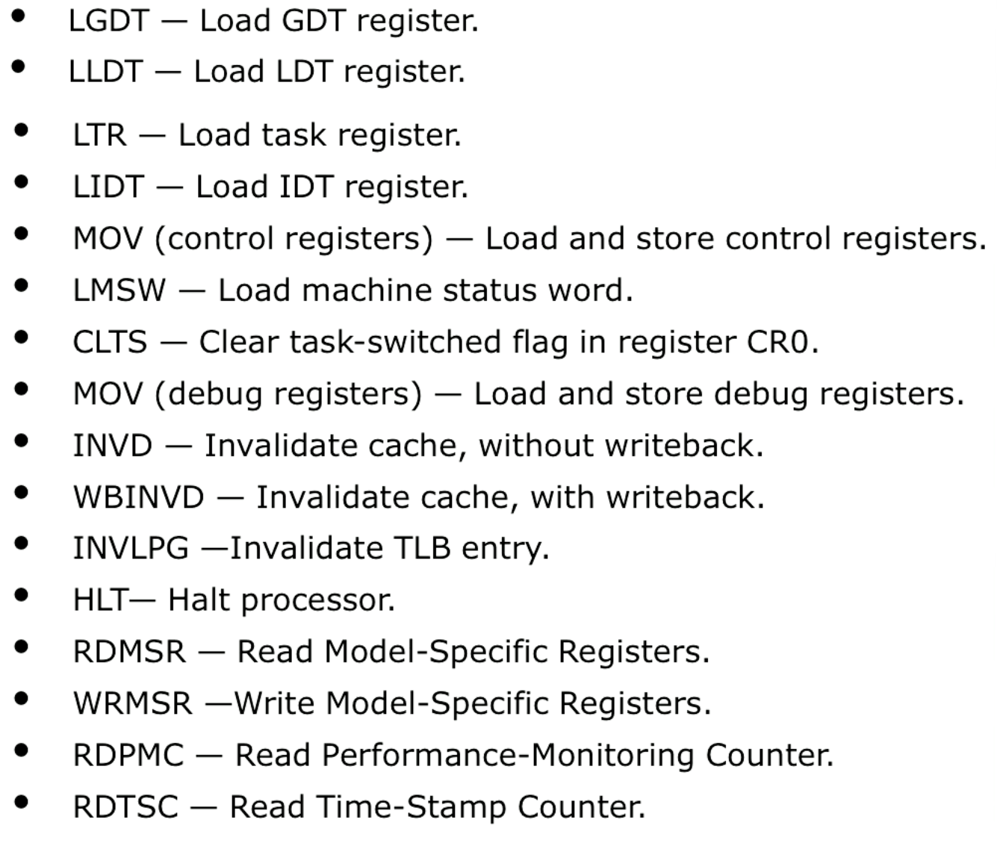 • LGDT — Load GDT register.
• LLDT — Load LDT register.
• LTR — Load task register.
• LIDT — Load IDT register.
• MOV (control registers) — Load and store control registers.
• LMSW — Load machine status word.
• CLTS — Clear task-switched flag in register CR0.
• MOV (debug registers) — Load and store debug registers.
• INVD — Invalidate cache, without writeback.
• WBINVD — Invalidate cache, with writeback.
• INVLPG —Invalidate TLB entry.
• HLT— Halt processor.
• RDMSR — Read Model-Specific Registers.
• WRMSR —Write Model-Specific Registers.
• RDPMC — Read Performance-Monitoring Counter.
• RDTSC — Read Time-Stamp Counter.